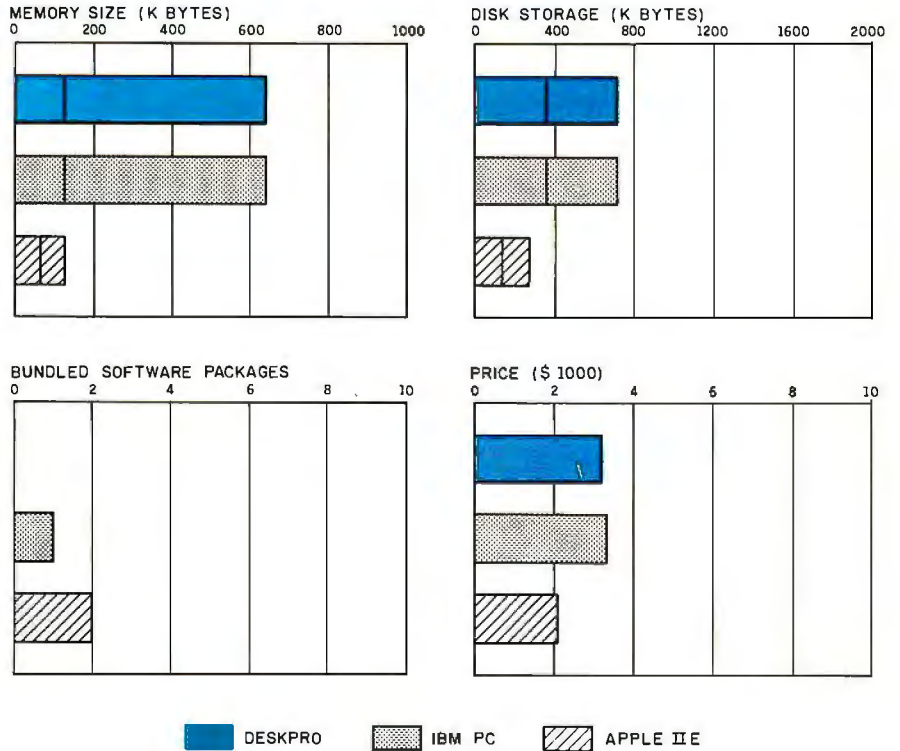 MEMORY SIZE (K BYTES)
0 200 400 600 800 1000
DISK STORAGE (K BYTES)
0 400 800 1200 1600 2000
BUNDLED SOFTWARE PACKAGES
0 2 4 6 8 10
PRICE ($ 1000)
0 2 4 6 8 10
DESKPRO IBM PC APPLE IIE